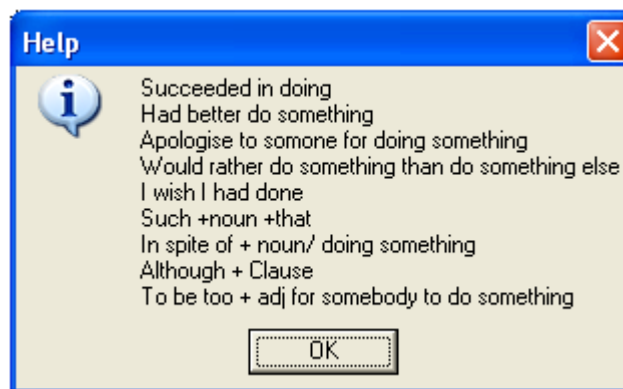 Help
Succeeded in doing
Had better do something
Apologise to somone for doing something
Would rather do something than do something else
I wish I had done
Such +noun +that
In spite of + noun/ doing something
Although + Clause
To be too + adj for somebody to do something
OK